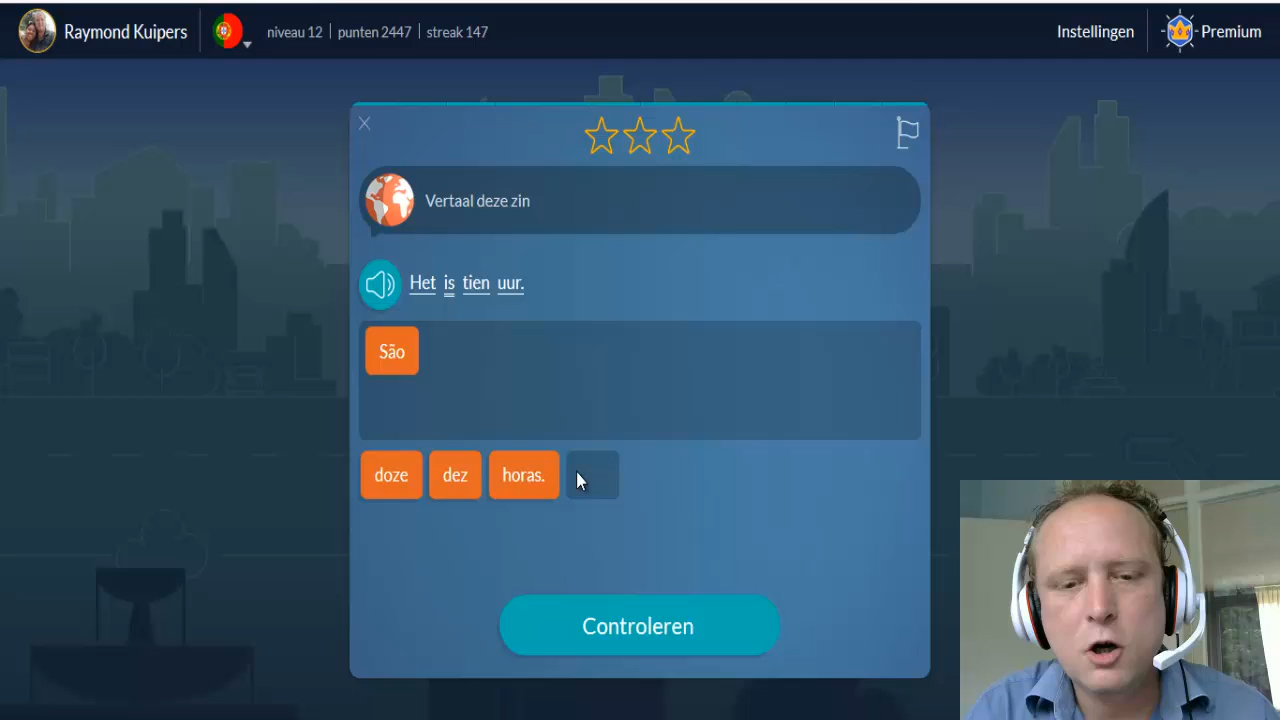 Raymond Kuipers
niveau 12 | punten 2447 | streak 147
Instellingen
Premium
Vertaal deze zin
Het is tien uur.
São
doze dez horas.
Controleren